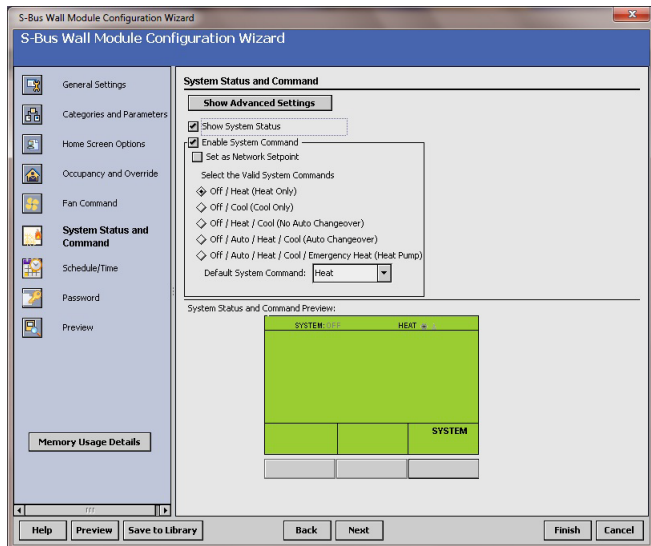 S-Bus Wall Module Configuration Wizard
S-Bus Wall Module Configuration Wizard
General Settings
Categories and Parameters
Home Screen Options
Occupancy and Override
Fan Command
System Status and
Command
Schedule/Time
Password
Preview
Memory Usage Details
System Status and Command
Show Advanced Settings
Show System Status
Enable System Command
Set as Network Setpoint
Select the Valid System Commands
Off / Heat (Heat Only)
Off / Cool (Cool Only)
Off / Heat / Cool (No Auto Changeover)
Off / Auto / Heat / Cool (Auto Changeover)
Off / Auto / Heat / Cool / Emergency Heat (Heat Pump)
Default System Command: Heat
System Status and Command Preview:
SYSTEM: OFF HEAT
SYSTEM
Help Preview Save to Library Back Next Finish Cancel